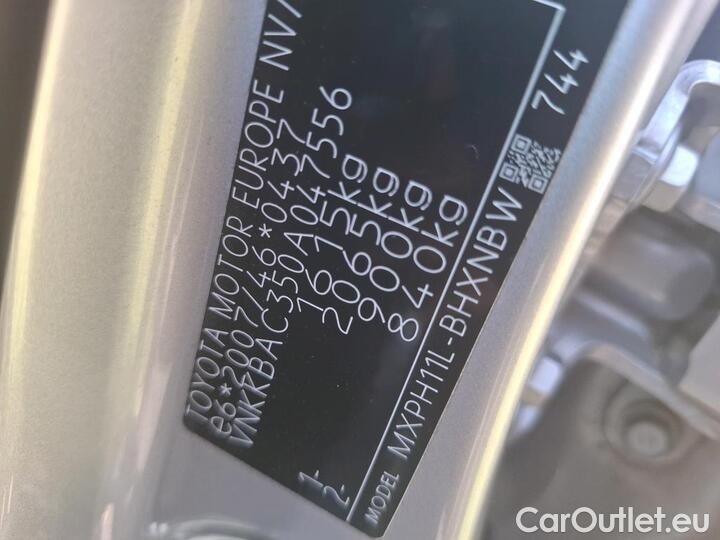 TOYOTA MOTOR EUROPE NV/
e6*2007/46*0437
VNKKBAC350A047556
1615kg
2065kg
1- 900kg
2- 840kg
MODEL MXPH11L-BHXNBW
744
CarOutlet.eu